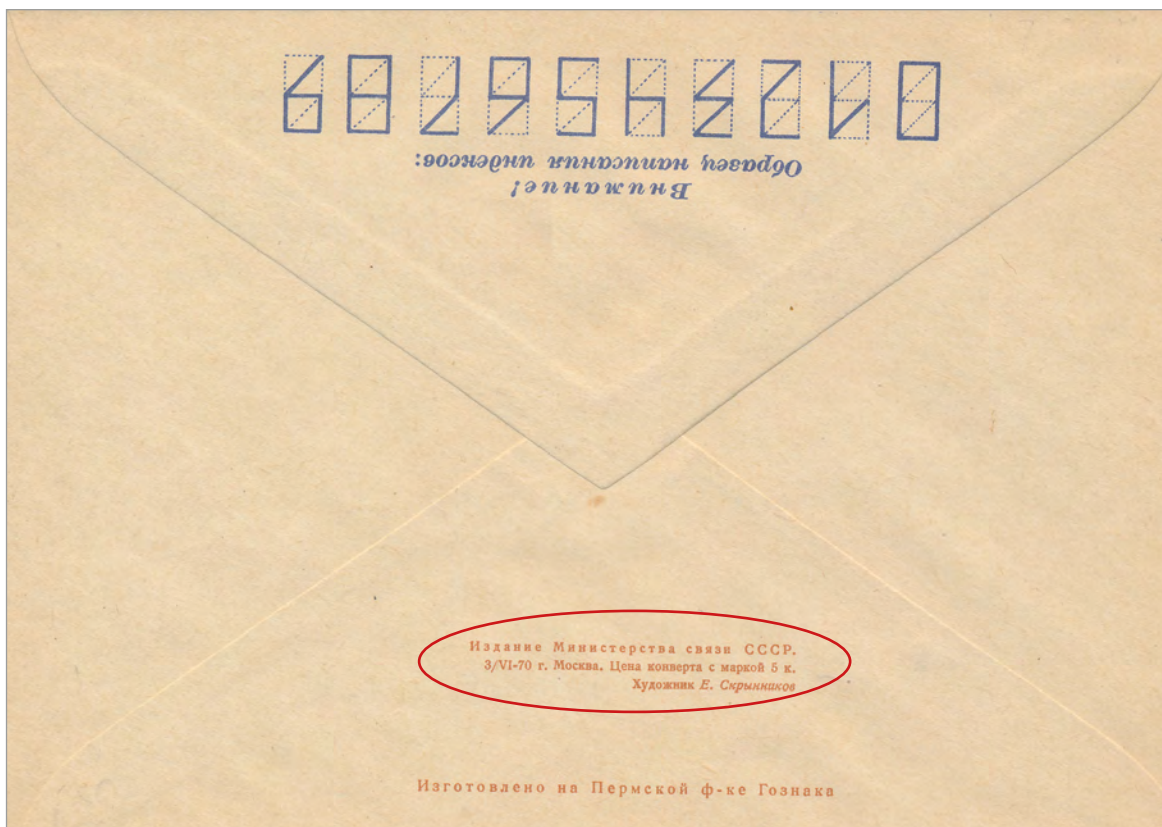 Внимание!
Образец написания индексов:
0123456789
Издание Министерства связи СССР.
3/VI-70 г. Москва. Цена конверта с маркой 5 к.
Художник Е. Скрынников
Изготовлено на Пермской ф-ке Гознака